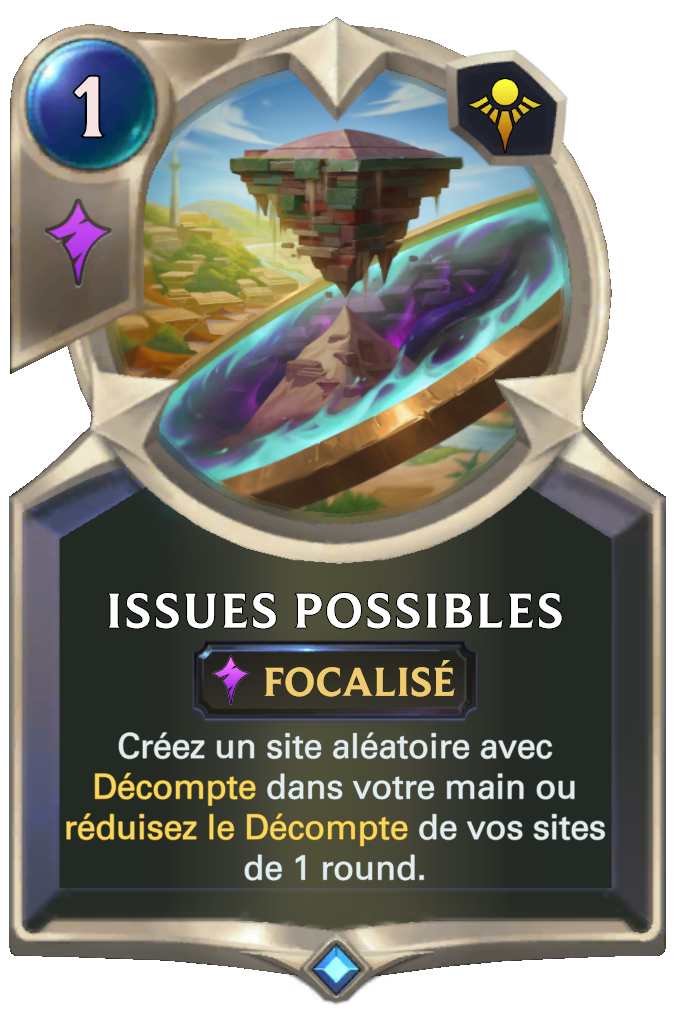 1
ISSUES POSSIBLES
FOCALISÉ
Créez un site aléatoire avec
Décompte dans votre main ou
réduisez le Décompte de vos sites
de 1 round.